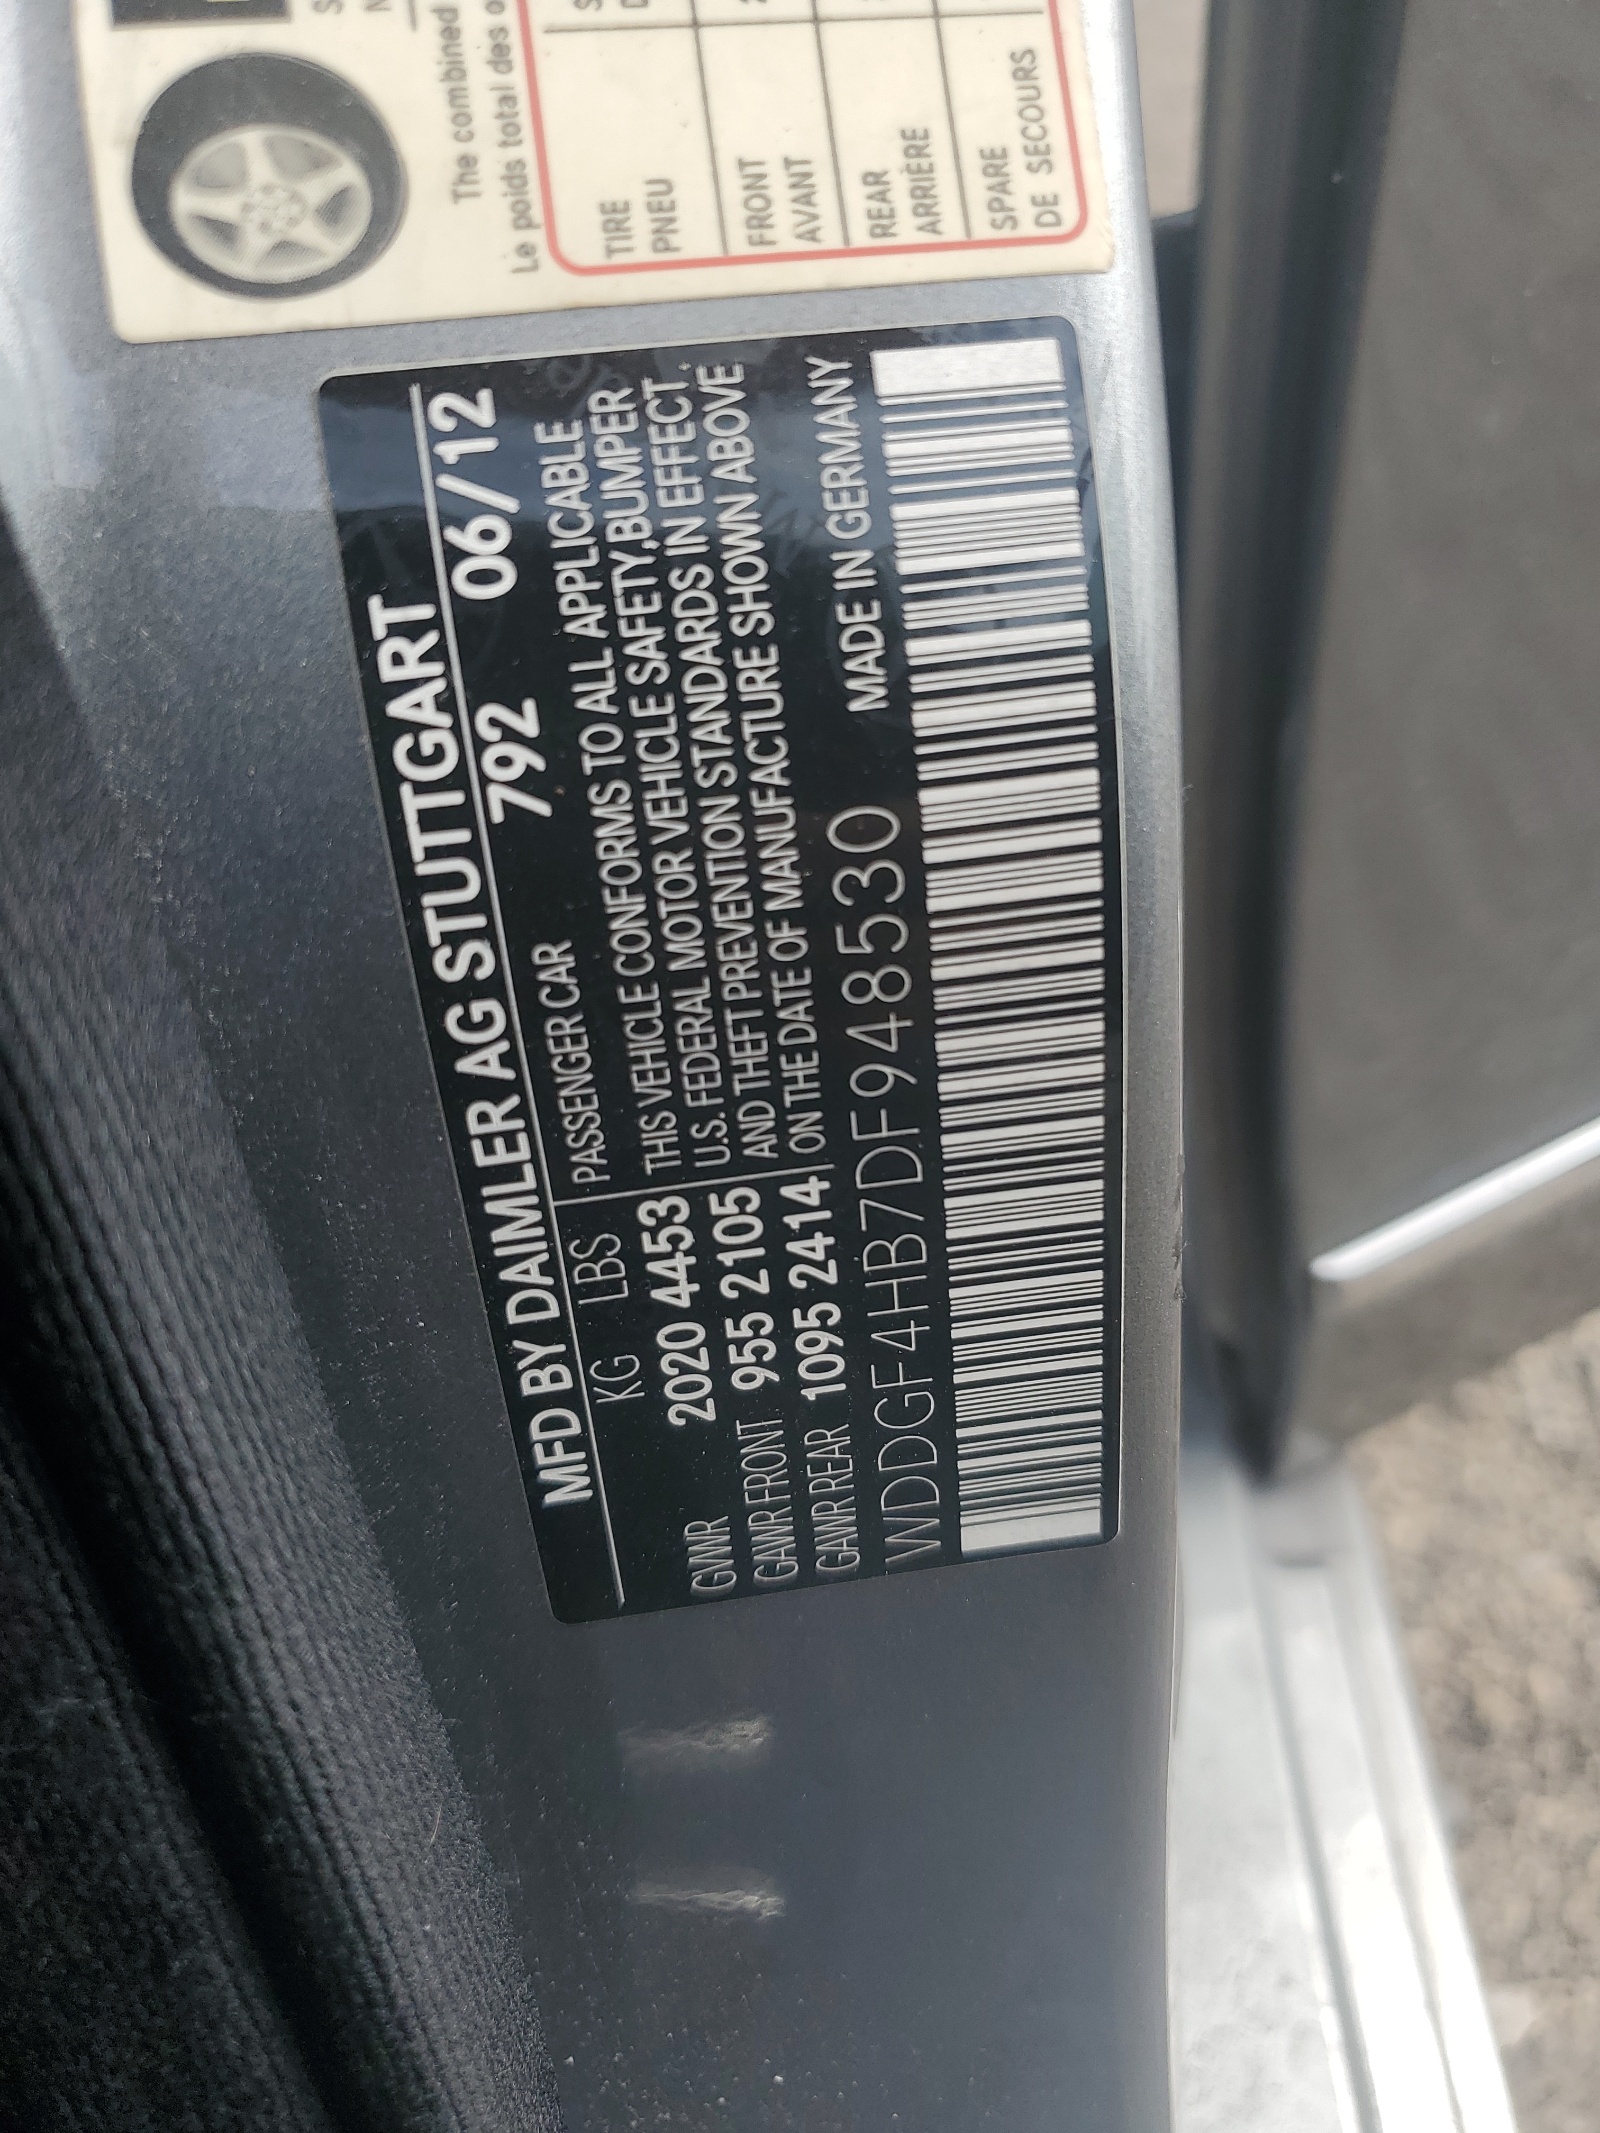 MFD BY DAIMLER AG STUTTGART
KG LBS 792 06/12
PASSENGER CAR
GVWR 2020 4453 THIS VEHICLE CONFORMS TO ALL APPLICABLE
GAWR FRONT 955 2105 U.S. FEDERAL MOTOR VEHICLE SAFETY,BUMPER
GAWR REAR 1095 2414 AND THEFT PREVENTION STANDARDS IN EFFECT
ON THE DATE OF MANUFACTURE SHOWN ABOVE
WDDGF4HB7DF948530 MADE IN GERMANY
The combined
Le poids total des
TIRE
PNEU
FRONT
AVANT
REAR
ARRIÈRE
SPARE
DE SECOURS